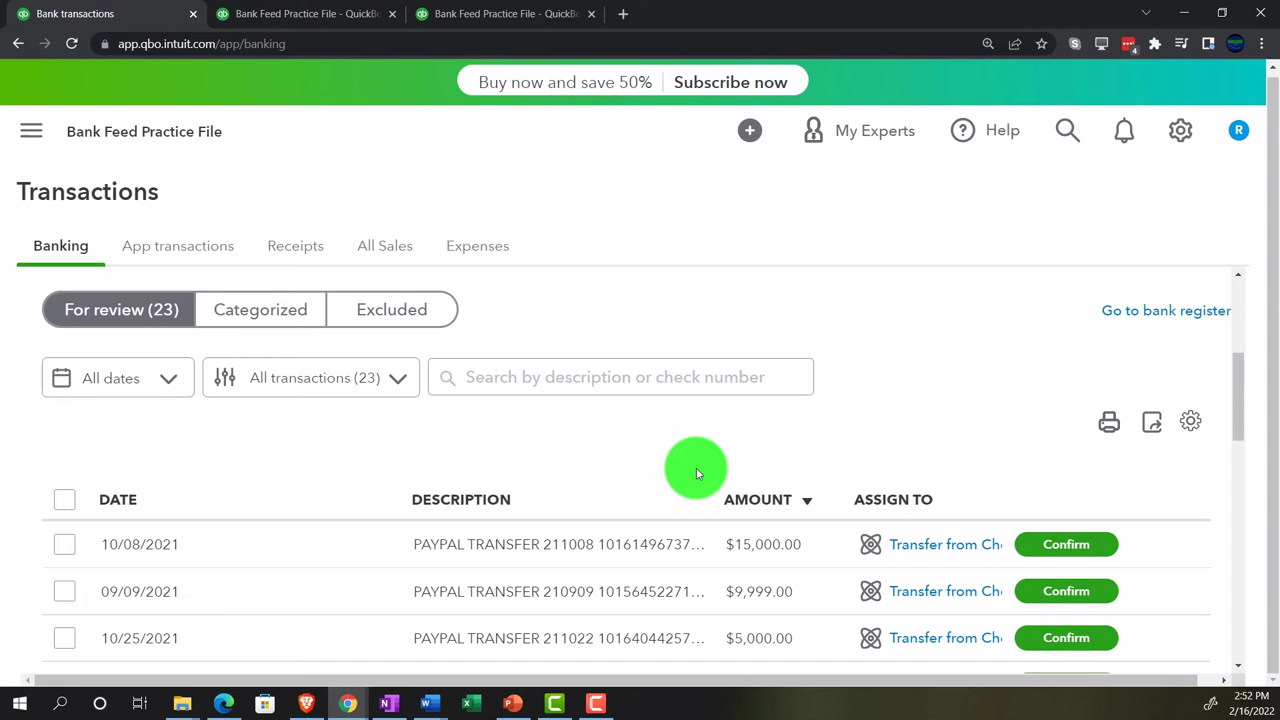 Bank transactions
Bank Feed Practice File - QuickBo
Bank Feed Practice File - QuickBo
app.qbo.intuit.com/app/banking
4
Buy now and save 50% Subscribe now
Bank Feed Practice File
My Experts
Help
R
Transactions
Banking
App transactions
Receipts
All Sales
Expenses
For review (23)
Categorized
Excluded
Go to bank register
All dates
All transactions (23)
Search by description or check number
DATE DESCRIPTION AMOUNT ASSIGN TO
10/08/2021 PAYPAL TRANSFER 211008 10161496737... $15,000.00 Transfer from Che Confirm
09/09/2021 PAYPAL TRANSFER 210909 10156452271... $9,999.00 Transfer from Che Confirm
10/25/2021 PAYPAL TRANSFER 211022 10164044257... $5,000.00 Transfer from Che Confirm
2:52 PM
2/16/2022